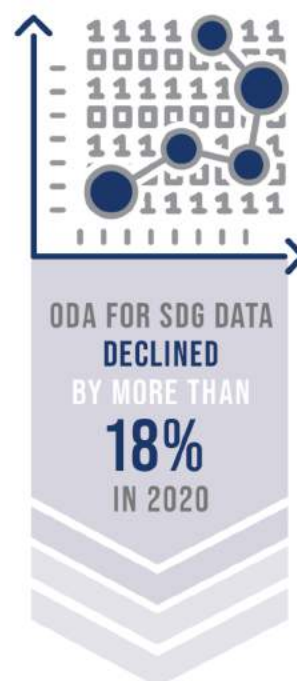 ODA FOR SDG DATA
DECLINED
BY MORE THAN
18%
IN 2020